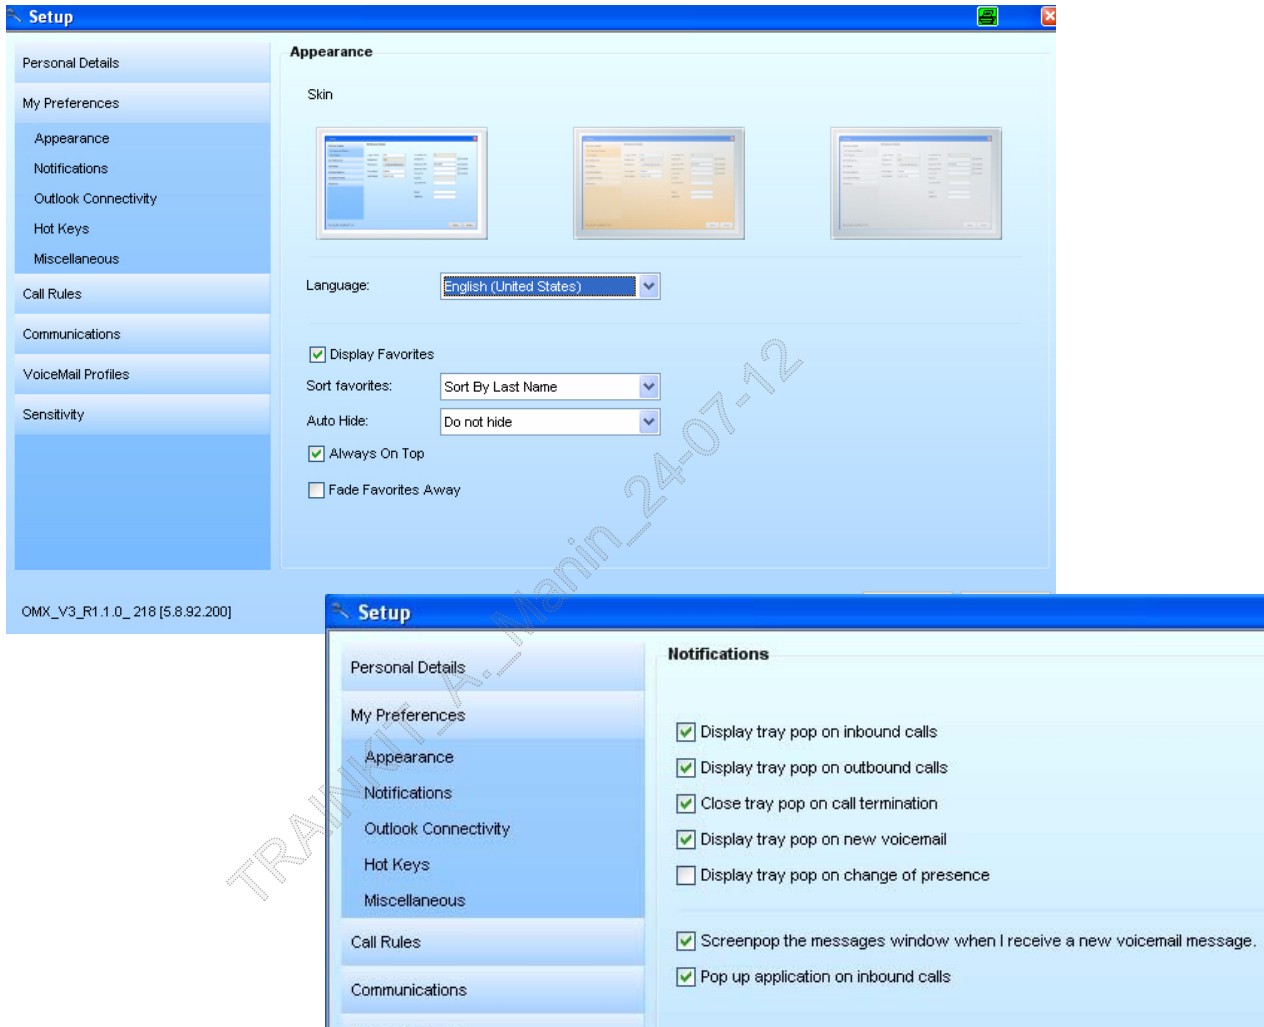 Setup
Personal Details
My Preferences
Appearance
Notifications
Outlook Connectivity
Hot Keys
Miscellaneous
Call Rules
Communications
VoiceMail Profiles
Sensitivity
OMX_V3_R1.1.0_ 218 [5.8.92.200]
Appearance
Skin
Language: English (United States)
Display Favorites
Sort favorites: Sort By Last Name
Auto Hide: Do not hide
Always On Top
Fade Favorites Away
Setup
Personal Details
My Preferences
Appearance
Notifications
Outlook Connectivity
Hot Keys
Miscellaneous
Call Rules
Communications
Notifications
Display tray pop on inbound calls
Display tray pop on outbound calls
Close tray pop on call termination
Display tray pop on new voicemail
Display tray pop on change of presence
Screenpop the messages window when I receive a new voicemail message.
Pop up application on inbound calls
TRAINKIT_A._Manin_24-07-12